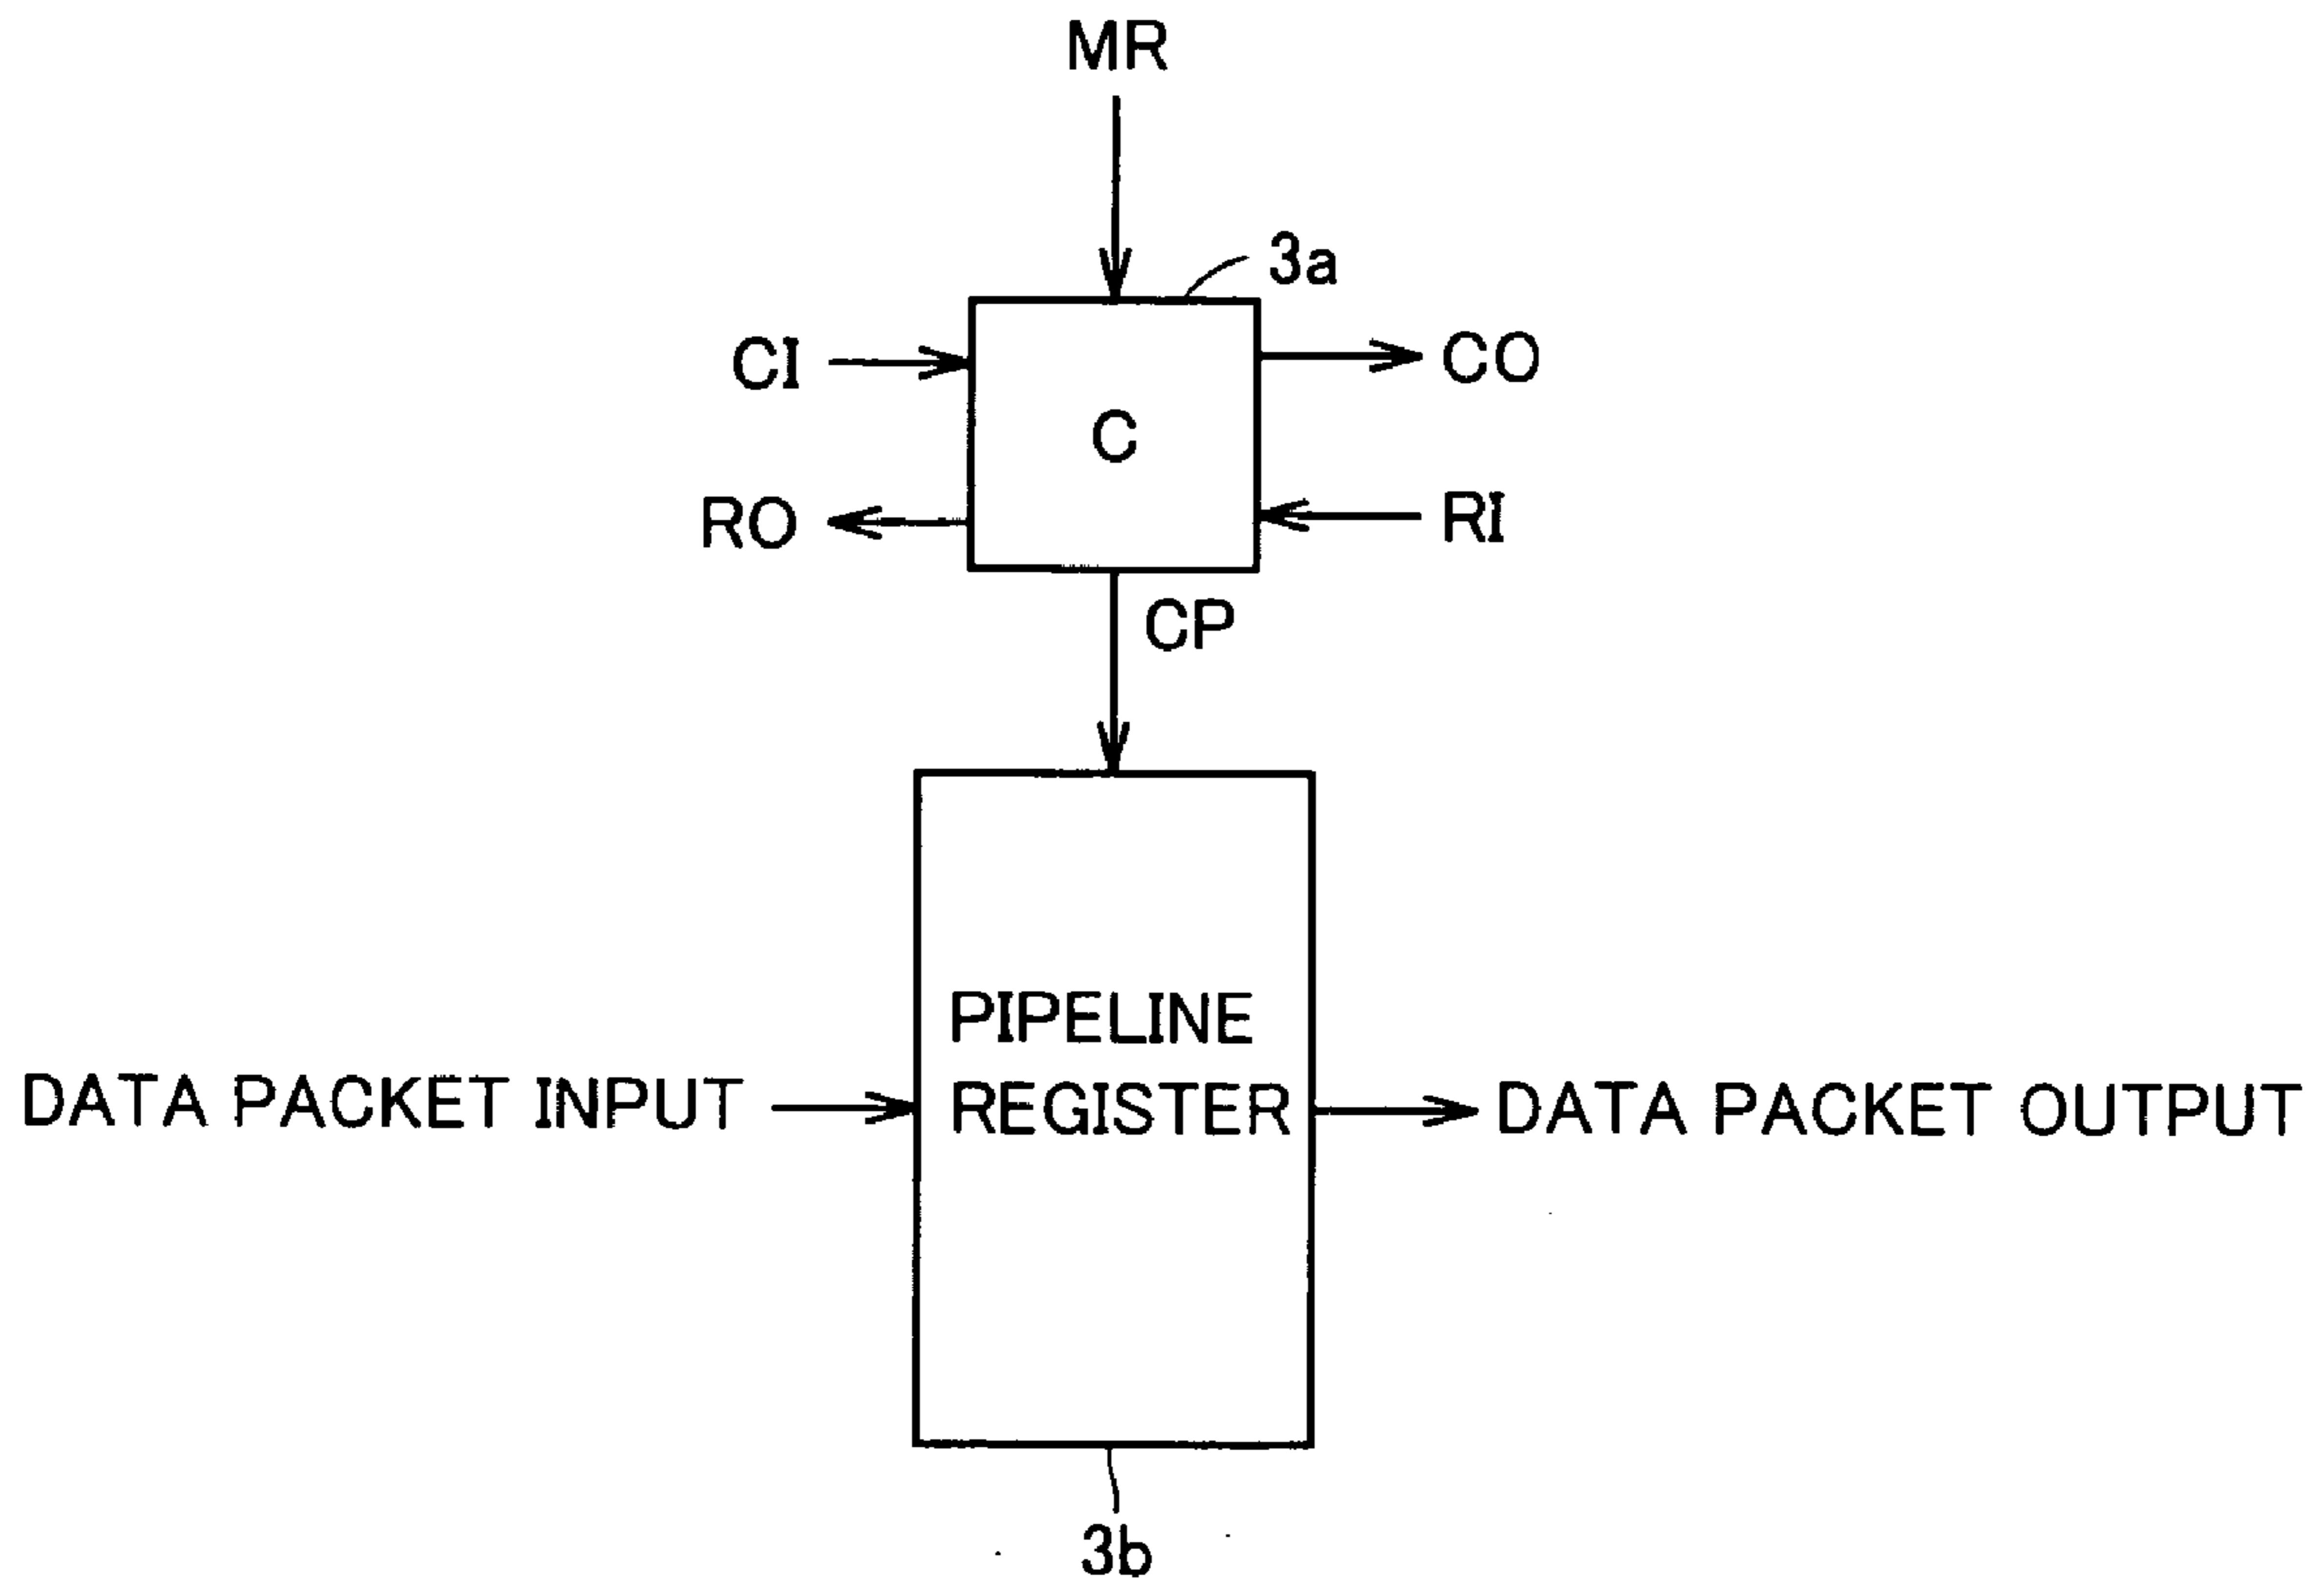 MR
3a
CI
CO
C
RO
RI
CP
PIPELINE
REGISTER
DATA PACKET INPUT
DATA PACKET OUTPUT
3b